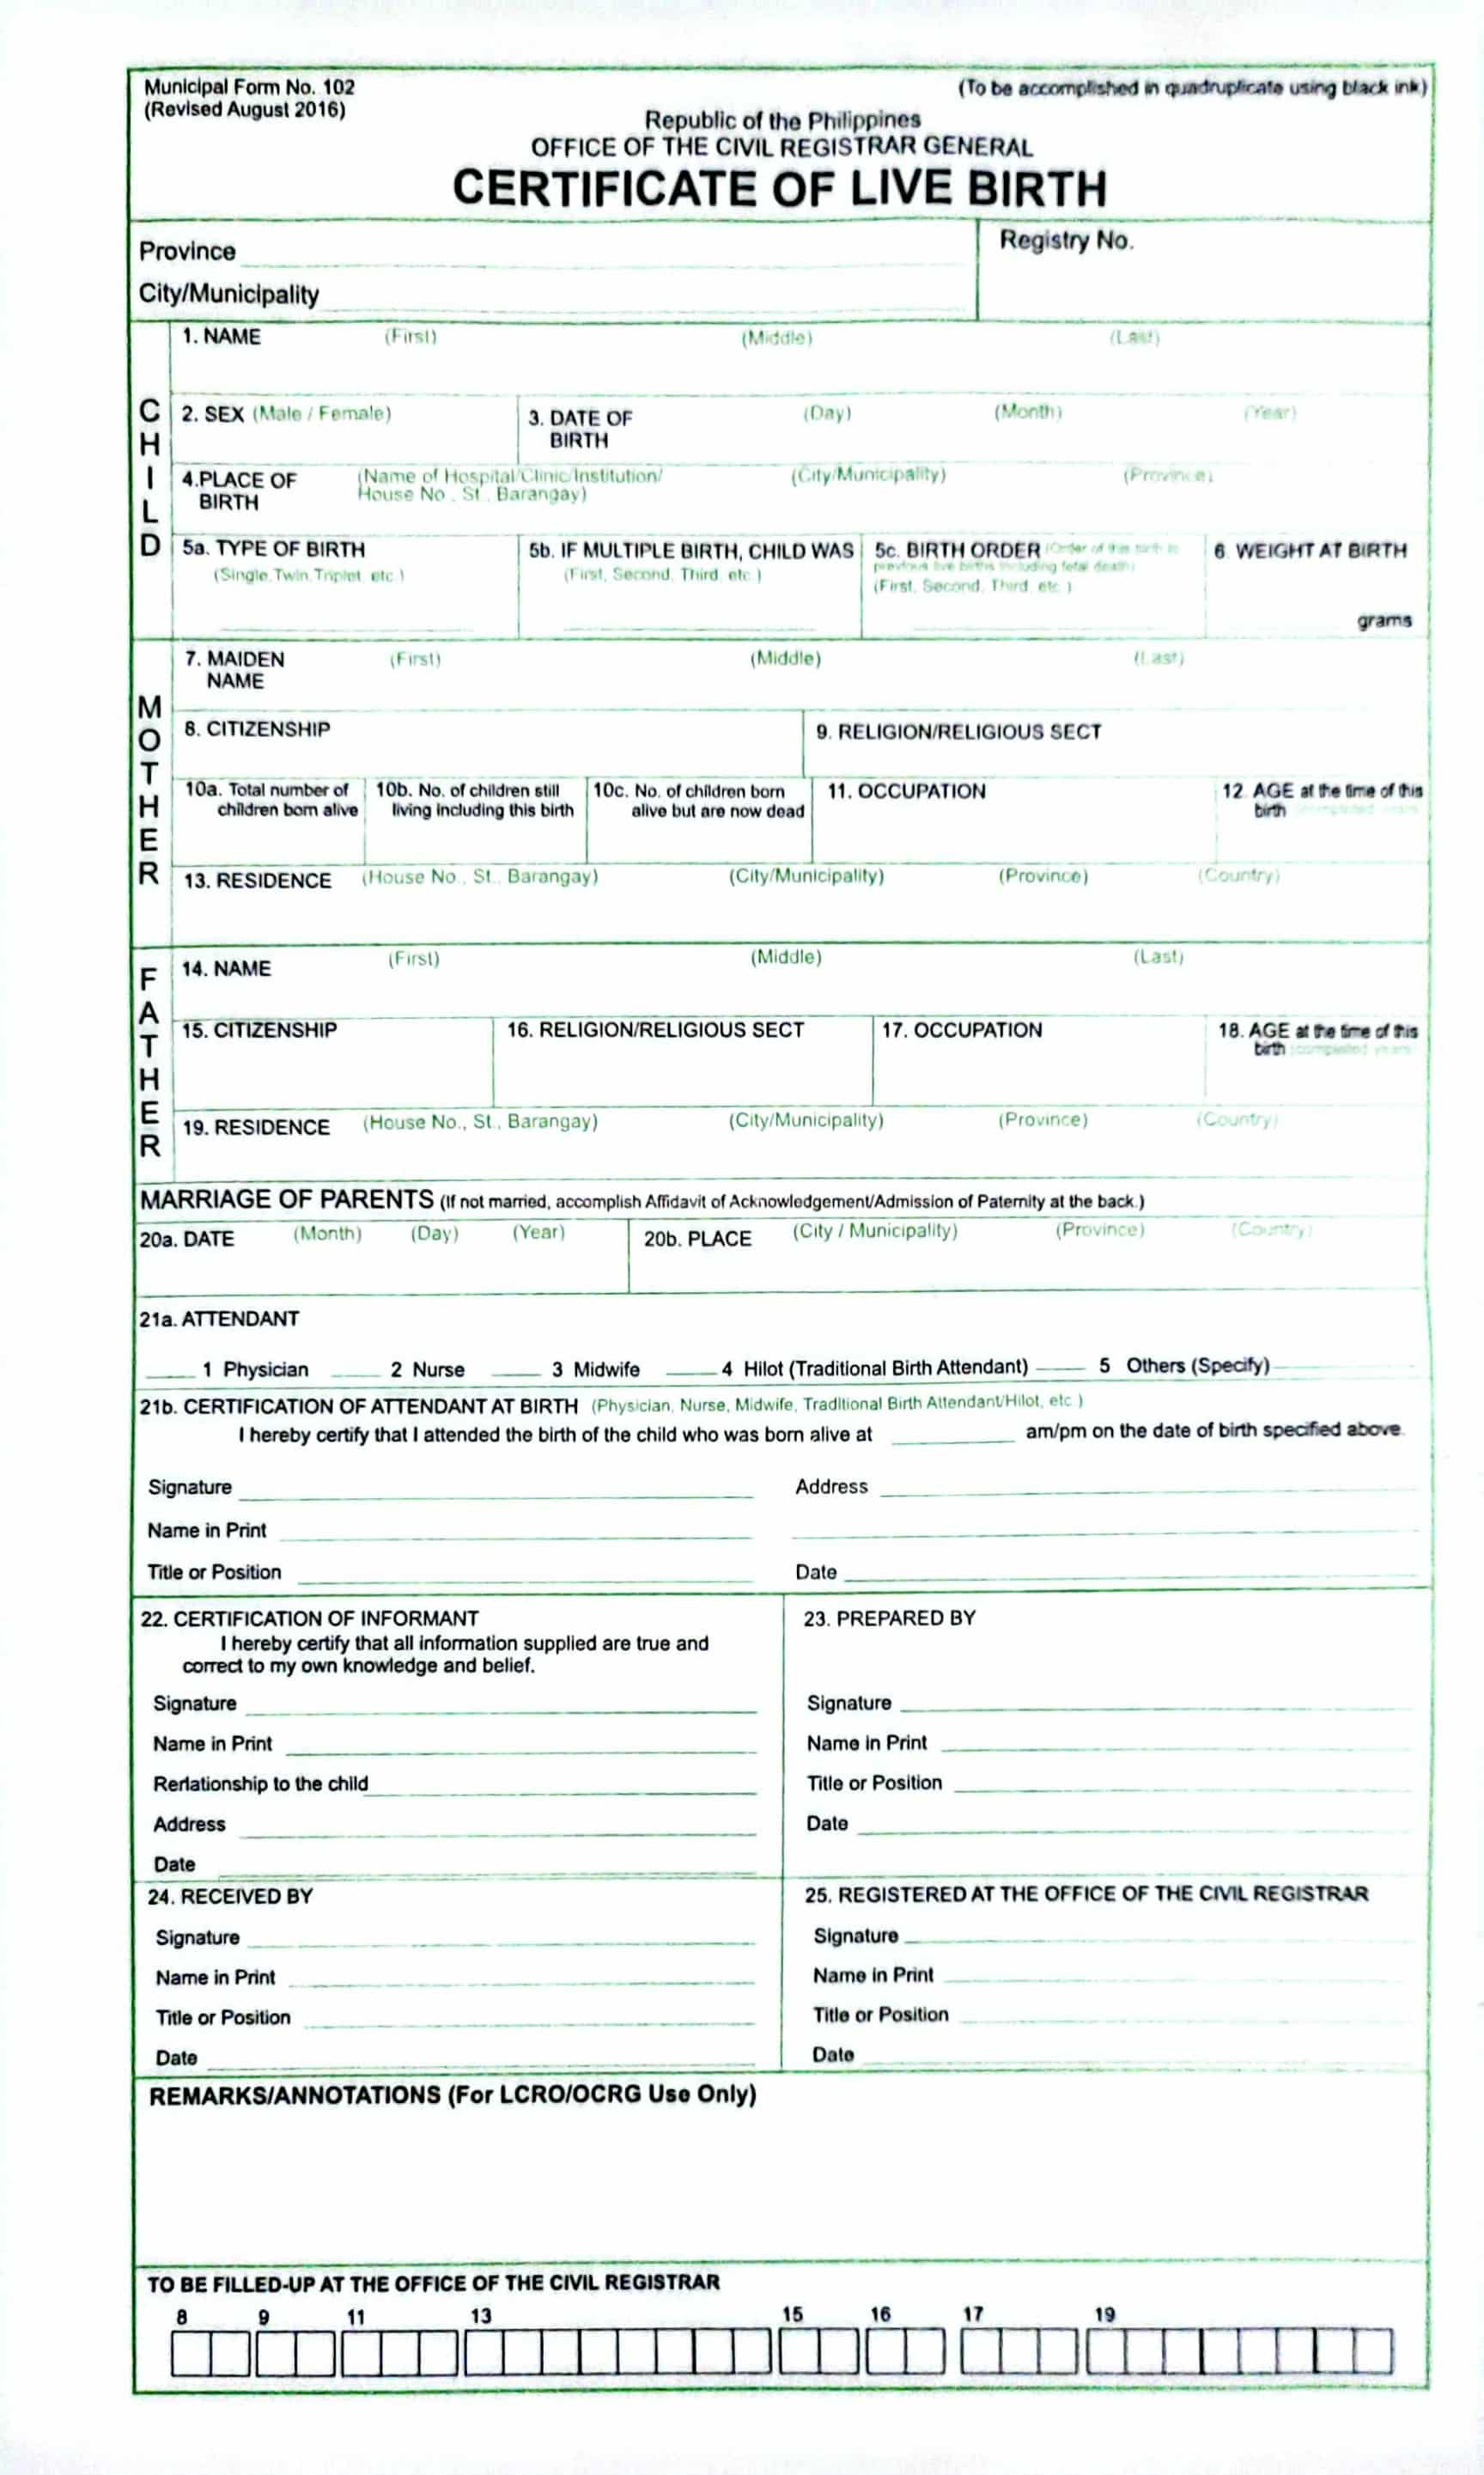 Municipal Form No. 102
(Revised August 2016)
(To be accomplished in quadruplicate using black ink)
Republic of the Philippines
OFFICE OF THE CIVIL REGISTRAR GENERAL
CERTIFICATE OF LIVE BIRTH
Province
City/Municipality
Registry No.
CHILD
1. NAME (First) (Middle) (Last)
2. SEX (Male / Female) 3. DATE OF BIRTH (Day) (Month) (Year)
4.PLACE OF BIRTH (Name of Hospital/Clinic/Institution/
House No., St., Barangay) (City/Municipality) (Province)
5a. TYPE OF BIRTH
(Single, Twin, Triplet, etc.)
5b. IF MULTIPLE BIRTH, CHILD WAS
(First, Second, Third, etc.)
5c. BIRTH ORDER (Order of this birth to
previous live births including fetal death)
(First, Second, Third, etc.)
6. WEIGHT AT BIRTH
grams
MOTHER
7. MAIDEN NAME (First) (Middle) (Last)
8. CITIZENSHIP 9. RELIGION/RELIGIOUS SECT
10a. Total number of
children born alive
10b. No. of children still
living including this birth
10c. No. of children born
alive but are now dead
11. OCCUPATION
12. AGE at the time of this
birth
13. RESIDENCE (House No., St., Barangay) (City/Municipality) (Province) (Country)
FATHER
14. NAME (First) (Middle) (Last)
15. CITIZENSHIP 16. RELIGION/RELIGIOUS SECT 17. OCCUPATION
18. AGE at the time of this
birth (completed years)
19. RESIDENCE (House No., St., Barangay) (City/Municipality) (Province) (Country)
MARRIAGE OF PARENTS (If not married, accomplish Affidavit of Acknowledgement/Admission of Paternity at the back.)
20a. DATE (Month) (Day) (Year) 20b. PLACE (City / Municipality) (Province) (Country)
21a. ATTENDANT
1 Physician 2 Nurse 3 Midwife 4 Hilot (Traditional Birth Attendant) 5 Others (Specify)
21b. CERTIFICATION OF ATTENDANT AT BIRTH (Physician, Nurse, Midwife, Traditional Birth Attendant/Hilot, etc.)
I hereby certify that I attended the birth of the child who was born alive at am/pm on the date of birth specified above.
Signature Address
Name in Print
Title or Position Date
22. CERTIFICATION OF INFORMANT
I hereby certify that all information supplied are true and
correct to my own knowledge and belief.
Signature
Name in Print
Rerlationship to the child
Address
Date
23. PREPARED BY
Signature
Name in Print
Title or Position
Date
24. RECEIVED BY
Signature
Name in Print
Title or Position
Date
25. REGISTERED AT THE OFFICE OF THE CIVIL REGISTRAR
Signature
Name in Print
Title or Position
Date
REMARKS/ANNOTATIONS (For LCRO/OCRG Use Only)
TO BE FILLED-UP AT THE OFFICE OF THE CIVIL REGISTRAR
8 9 11 13 15 16 17 19